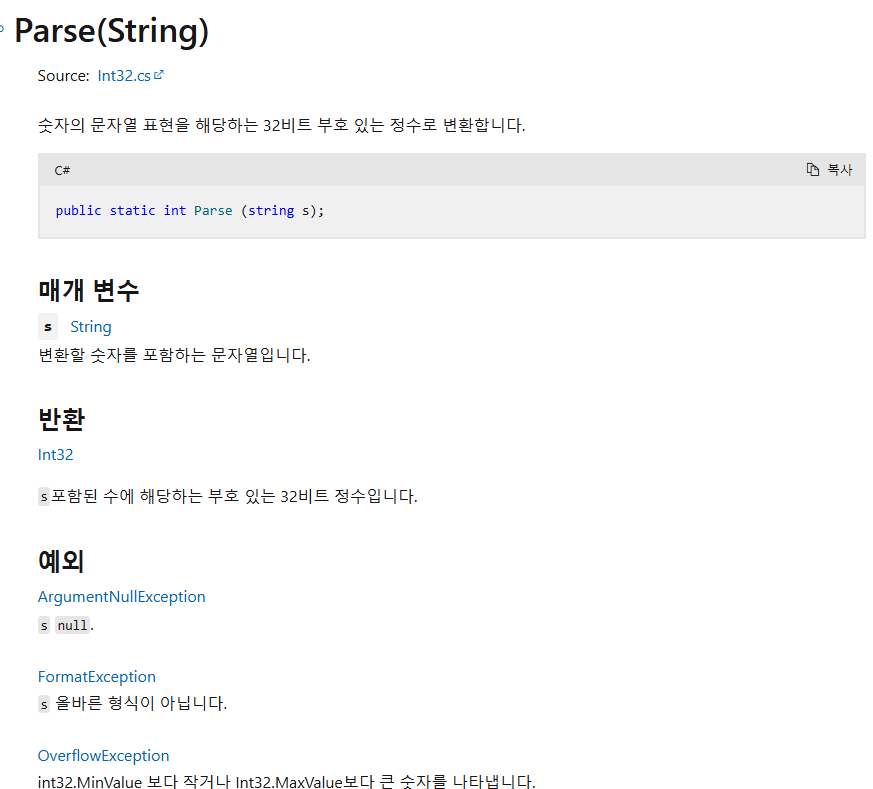 Parse(String)
Source: Int32.cs
숫자의 문자열 표현을 해당하는 32비트 부호 있는 정수로 변환합니다.
C# 복사
public static int Parse (string s);
매개 변수
s String
변환할 숫자를 포함하는 문자열입니다.
반환
Int32
s포함된 수에 해당하는 부호 있는 32비트 정수입니다.
예외
ArgumentNullException
s null.
FormatException
s 올바른 형식이 아닙니다.
OverflowException
int32.MinValue 보다 작거나 Int32.MaxValue보다 큰 숫자를 나타냅니다.